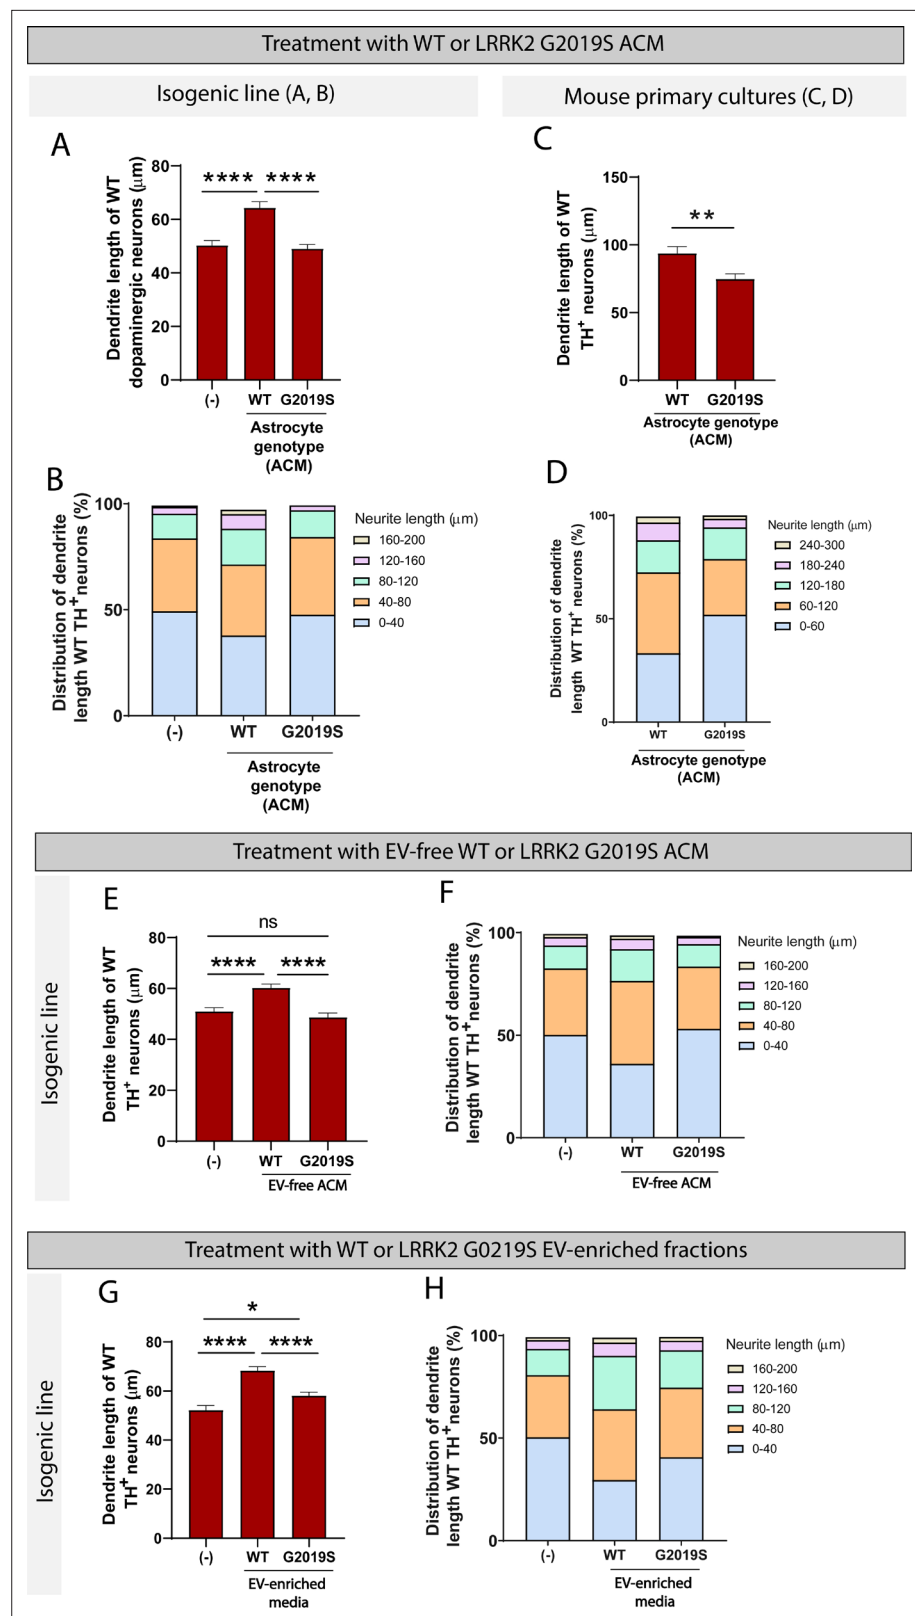 Treatment with WT or LRRK2 G2019S ACM
Isogenic line (A, B)
Mouse primary cultures (C, D)
A
Dendrite length of WT
dopaminergic neurons (μm)
80
60
40
20
0
**** ****
(-) WT G2019S
Astrocyte
genotype
(ACM)
C
Dendrite length of WT
TH+ neurons (μm)
150
100
50
0
**
WT G2019S
Astrocyte genotype
(ACM)
B
Distribution of dendrite
length WT TH+neurons (%)
100
50
0
(-) WT G2019S
Astrocyte
genotype
(ACM)
Neurite length (μm)
160-200
120-160
80-120
40-80
0-40
D
Distribution of dendrite
length WT TH+ neurons (%)
100
50
0
WT G2019S
Astrocyte genotype
(ACM)
Neurite length (μm)
240-300
180-240
120-180
60-120
0-60
Treatment with EV-free WT or LRRK2 G2019S ACM
Isogenic line
E
Dendrite length of WT
TH+ neurons (μm)
80
60
40
20
0
ns
**** ****
(-) WT G2019S
EV-free ACM
F
Distribution of dendrite
length WT TH+neurons (%)
100
50
0
(-) WT G2019S
EV-free ACM
Neurite length (μm)
160-200
120-160
80-120
40-80
0-40
Treatment with WT or LRRK2 G0219S EV-enriched fractions
Isogenic line
G
Dendrite length of WT
TH+ neurons (μm)
80
60
40
20
0
*
**** ****
(-) WT G2019S
EV-enriched
media
H
Distribution of dendrite
length WT TH+neurons (%)
100
50
0
(-) WT G2019S
EV-enriched
media
Neurite length (μm)
160-200
120-160
80-120
40-80
0-40